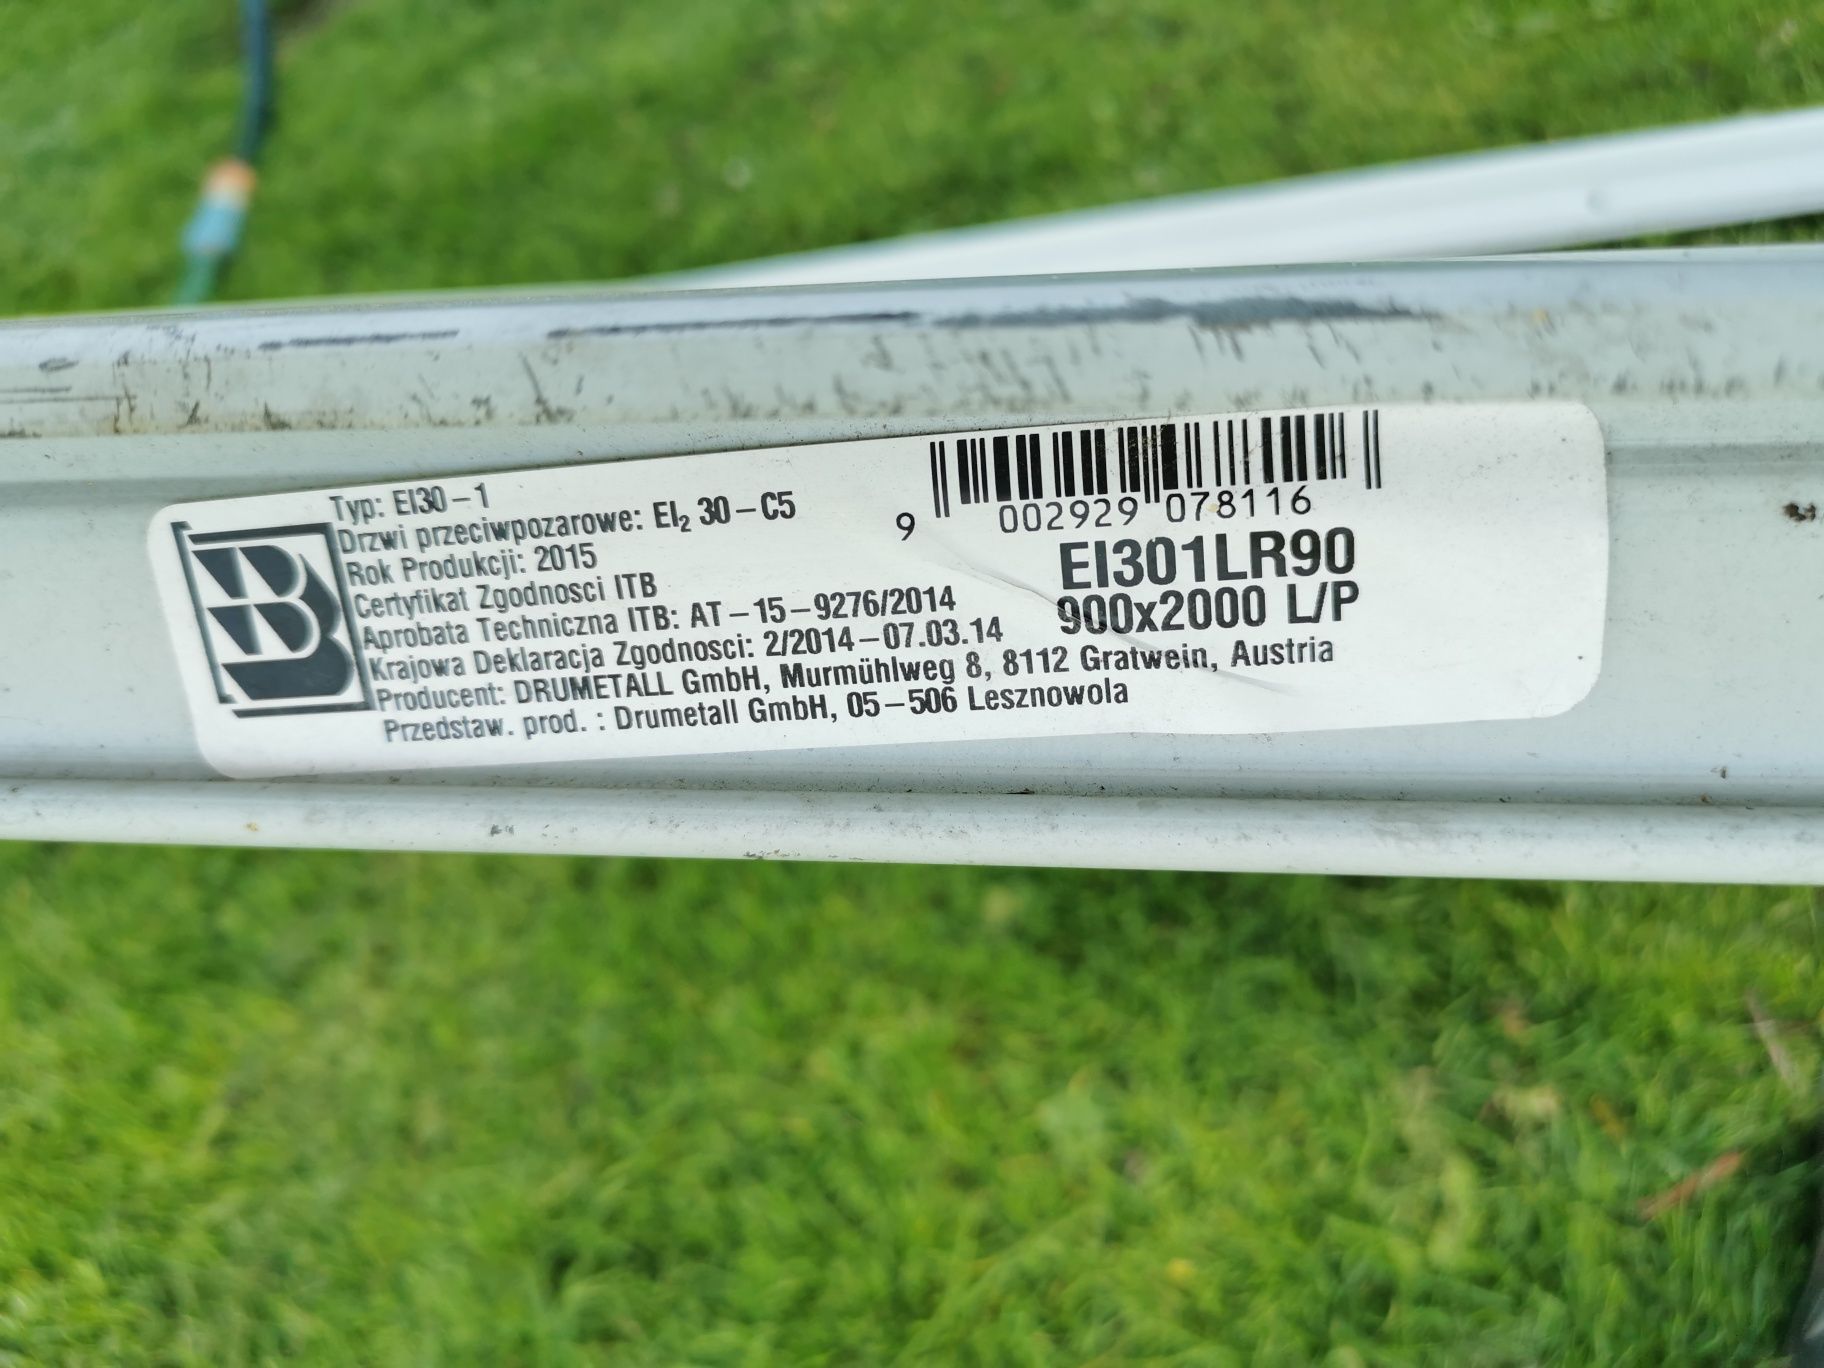 Typ: EI30-1
Drzwi przeciwpozarowe: EI₂ 30-C5
Rok Produkcji: 2015
Certyfikat Zgodnosci ITB
Aprobata Techniczna ITB: AT-15-9276/2014
Krajowa Deklaracja Zgodnosci: 2/2014-07.03.14
Producent: DRUMETALL GmbH, Murmühlweg 8, 8112 Gratwein, Austria
Przedstaw. prod. : Drumetall GmbH, 05-506 Lesznowola
9 002929 078116
EI301LR90
900x2000 L/P